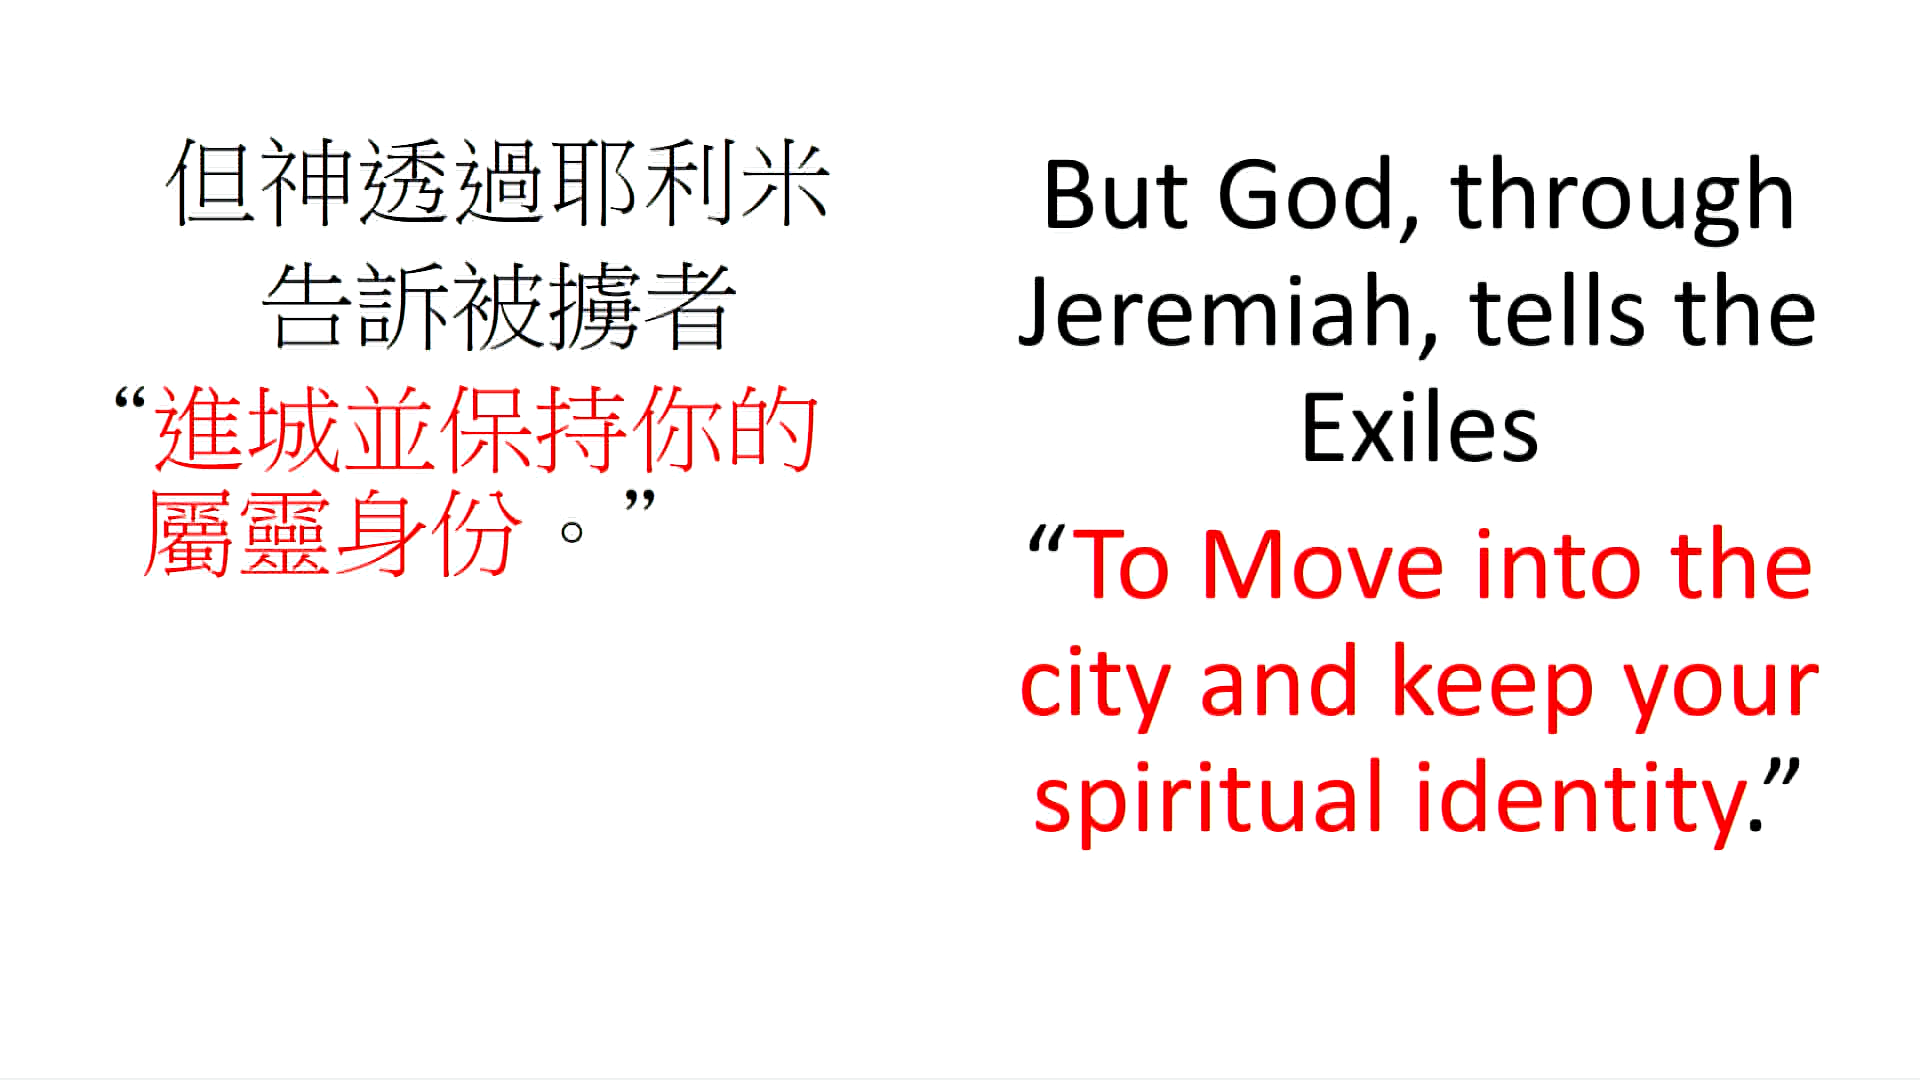 但神透過耶利米
告訴被擄者
“進城並保持你的
屬靈身份。”
But God, through
Jeremiah, tells the
Exiles
“To Move into the
city and keep your
spiritual identity.”